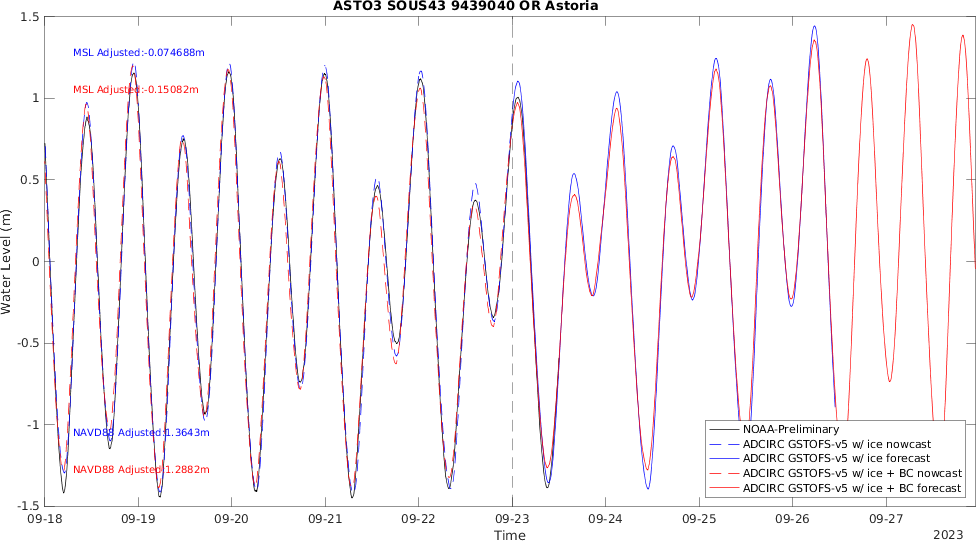 ASTO3 SOUS43 9439040 OR Astoria
1.5
MSL Adjusted:-0.074688m
MSL Adjusted:-0.15082m
1
0.5
Water Level (m)
0
-0.5
-1
NAVD88 Adjusted:1.3643m
NAVD88 Adjusted:1.2882m
-1.5
NOAA-Preliminary
ADCIRC GSTOFS-v5 w/ ice nowcast
ADCIRC GSTOFS-v5 w/ ice forecast
ADCIRC GSTOFS-v5 w/ ice + BC nowcast
ADCIRC GSTOFS-v5 w/ ice + BC forecast
09-18 09-19 09-20 09-21 09-22 09-23 09-24 09-25 09-26 09-27
Time
2023